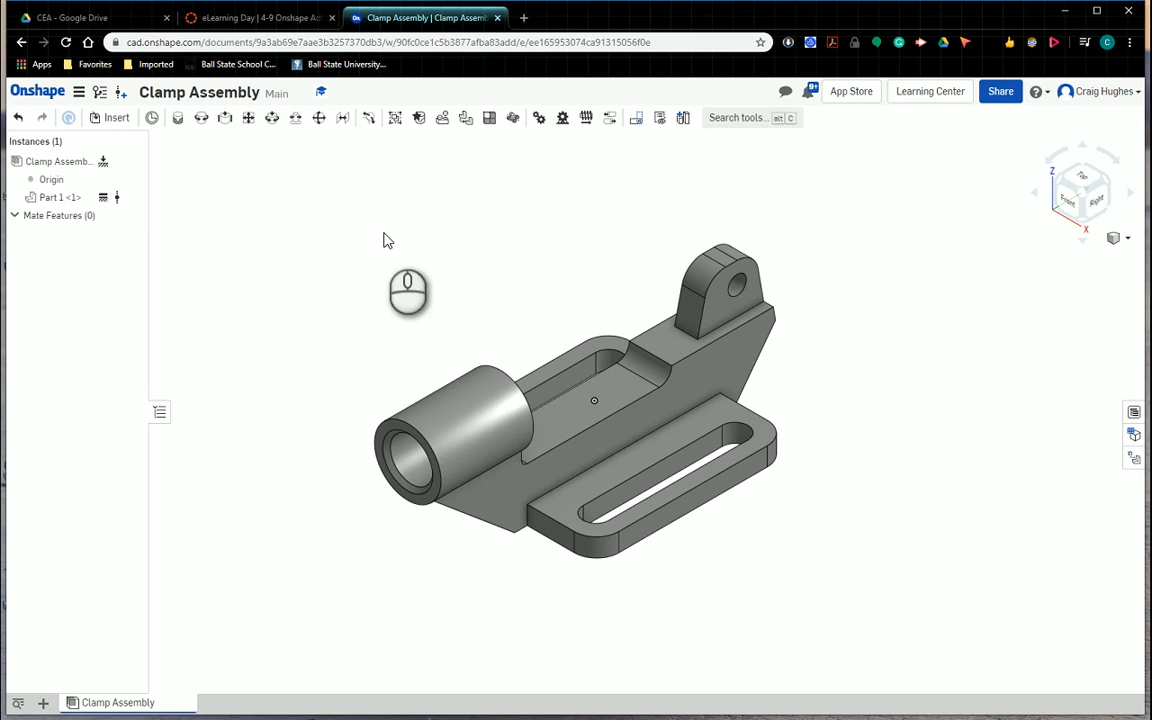 CEA - Google Drive
eLearning Day | 4-9 Onshape As
Clamp Assembly | Clamp Assem
cad.onshape.com/documents/9a3ab69e7aae3b3257370db3/w/90fc0ce1c5b3877afba83add/e/ee165953074ca91315056f0e
Apps Favorites Imported Ball State School C... Ball State University...
Onshape Clamp Assembly Main 9+ App Store Learning Center Share Craig Hughes
Insert Search tools... alt C
Instances (1)
Clamp Assemb...
Origin
Part 1 <1>
Mate Features (0)
Z
Top
Front Right
X
Clamp Assembly